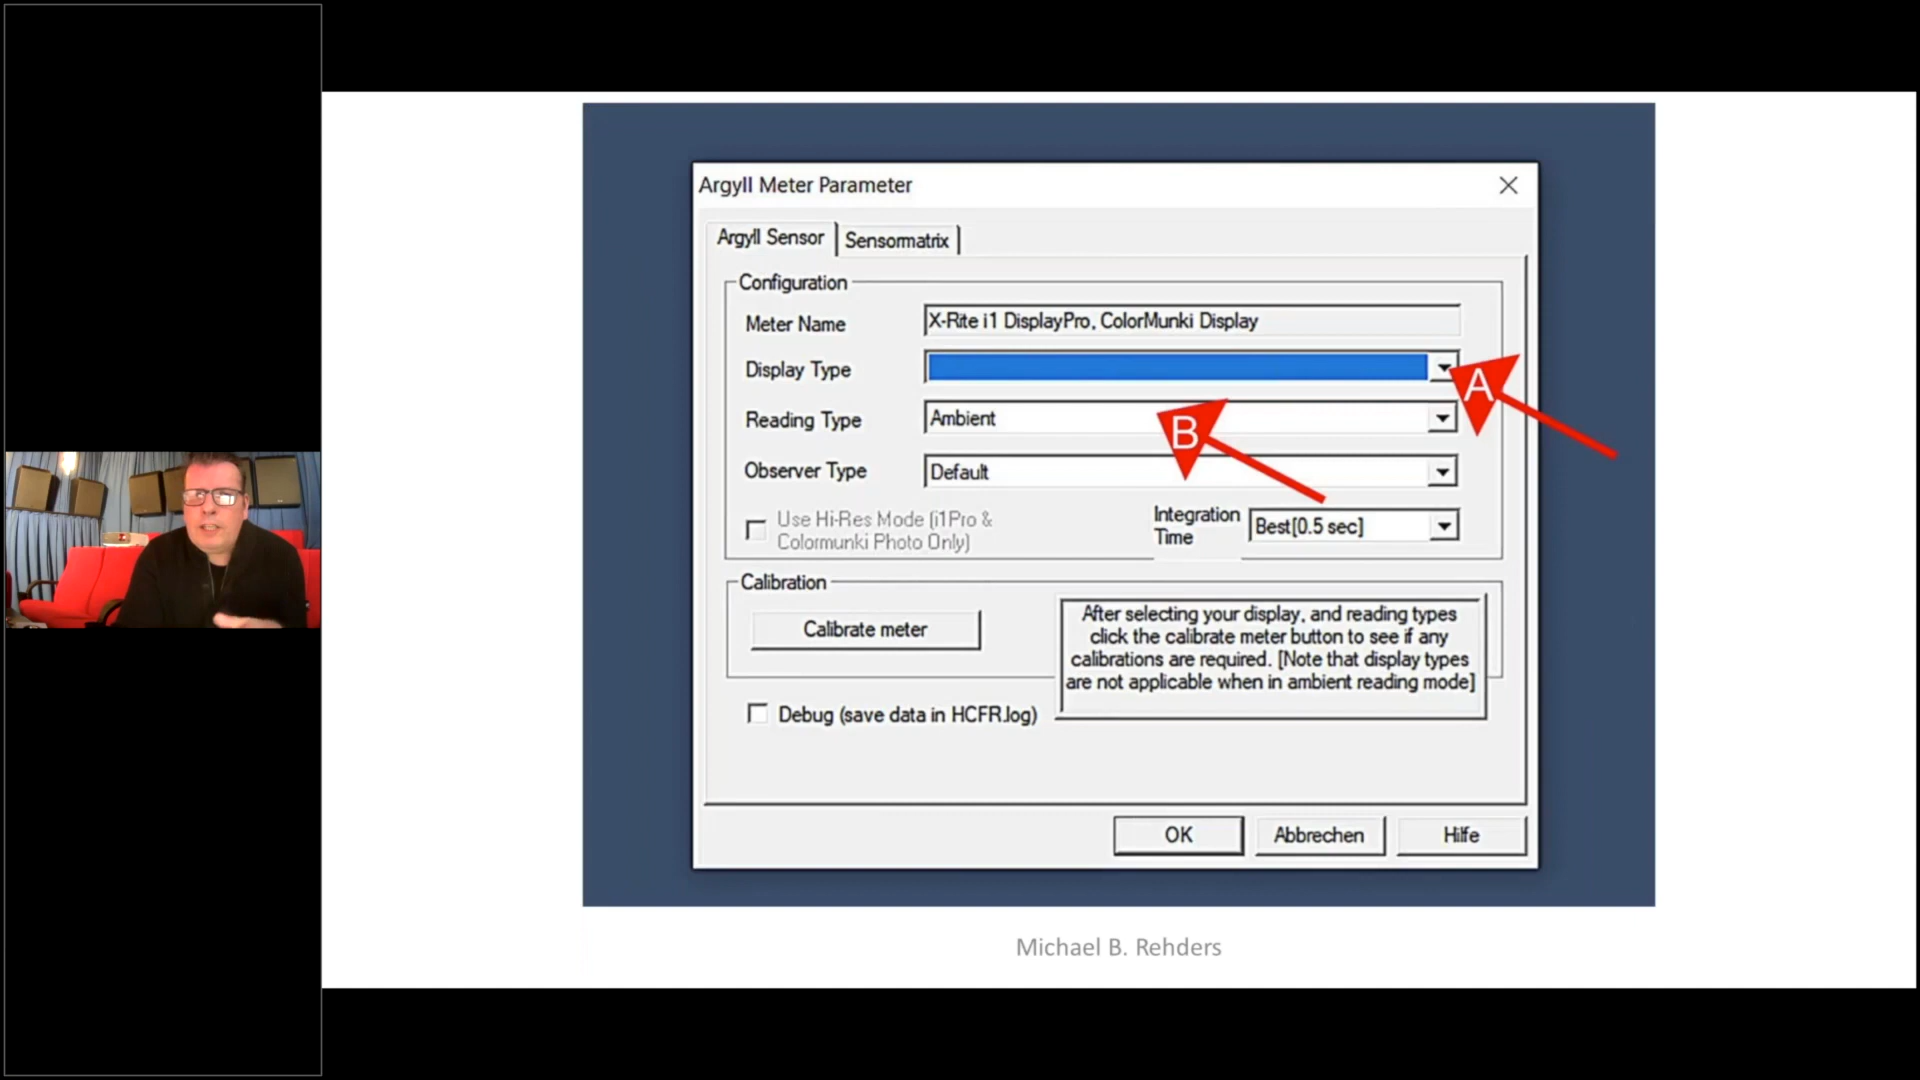 Argyll Meter Parameter
Argyll Sensor
Sensormatrix
Configuration
Meter Name
X-Rite i1 DisplayPro, ColorMunki Display
Display Type
A
Reading Type
Ambient
B
Observer Type
Default
Use Hi-Res Mode (i1Pro &
Colormunki Photo Only)
Integration
Time
Best[0.5 sec]
Calibration
Calibrate meter
After selecting your display, and reading types
click the calibrate meter button to see if any
calibrations are required. [Note that display types
are not applicable when in ambient reading mode]
Debug (save data in HCFR.log)
OK
Abbrechen
Hilfe
Michael B. Rehders